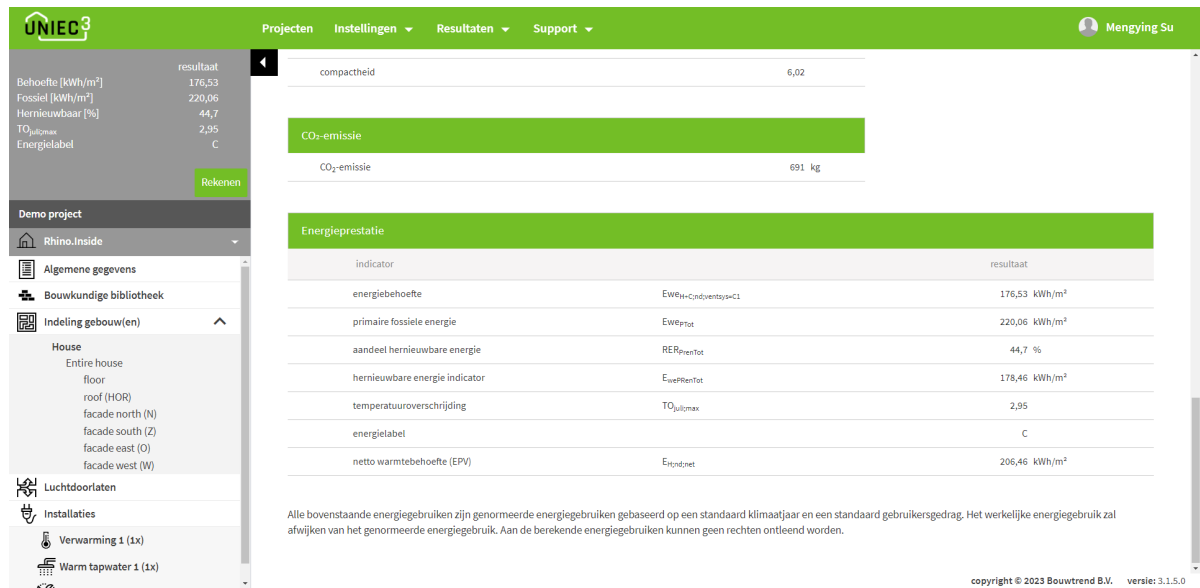 UNIEC3
Projecten Instellingen Resultaten Support Mengying Su
resultaat
Behoefte [kWh/m²] 176,53
Fossiel [kWh/m²] 220,06
Hernieuwbaar [%] 44,7
TOjuli;max 2,95
Energielabel C
Rekenen
Demo project
Rhino.Inside
Algemene gegevens
Bouwkundige bibliotheek
Indeling gebouw(en)
House
Entire house
floor
roof (HOR)
facade north (N)
facade south (Z)
facade east (O)
facade west (W)
Luchtdoorlaten
Installaties
Verwarming 1 (1x)
Warm tapwater 1 (1x)
compactheid 6,02
CO₂-emissie
CO₂-emissie 691 kg
Energieprestatie
indicator resultaat
energiebehoefte EweH+C;nd;ventsys=C1 176,53 kWh/m²
primaire fossiele energie EwePTot 220,06 kWh/m²
aandeel hernieuwbare energie RERPrenTot 44,7 %
hernieuwbare energie indicator EwePRenTot 178,46 kWh/m²
temperatuuroverschrijding TOjuli;max 2,95
energielabel C
netto warmtebehoefte (EPV) EH;nd;net 206,46 kWh/m²
Alle bovenstaande energiegebruiken zijn genormeerde energiegebruiken gebaseerd op een standard klimaatjaar en een standard gebruikersgedrag. Het werkelijke energiegebruik zal
afwijken van het genormeerde energiegebruik. Aan de berekende energiegebruiken kunnen geen rechten ontleend worden.
copyright © 2023 Bouwtrend B.V. versie: 3.1.5.0